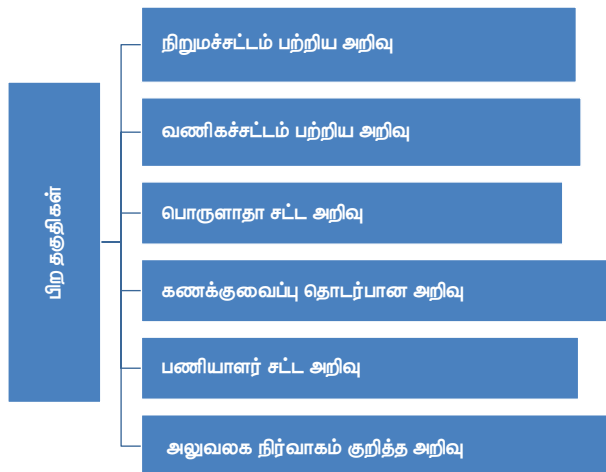 பிற தகுதிகள்
நிறுமச்சட்டம் பற்றிய அறிவு
வணிகச்சட்டம் பற்றிய அறிவு
பொருளாதா சட்ட அறிவு
கணக்குவைப்பு தொடர்பான அறிவு
பணியாளர் சட்ட அறிவு
அலுவலக நிர்வாகம் குறித்த அறிவு